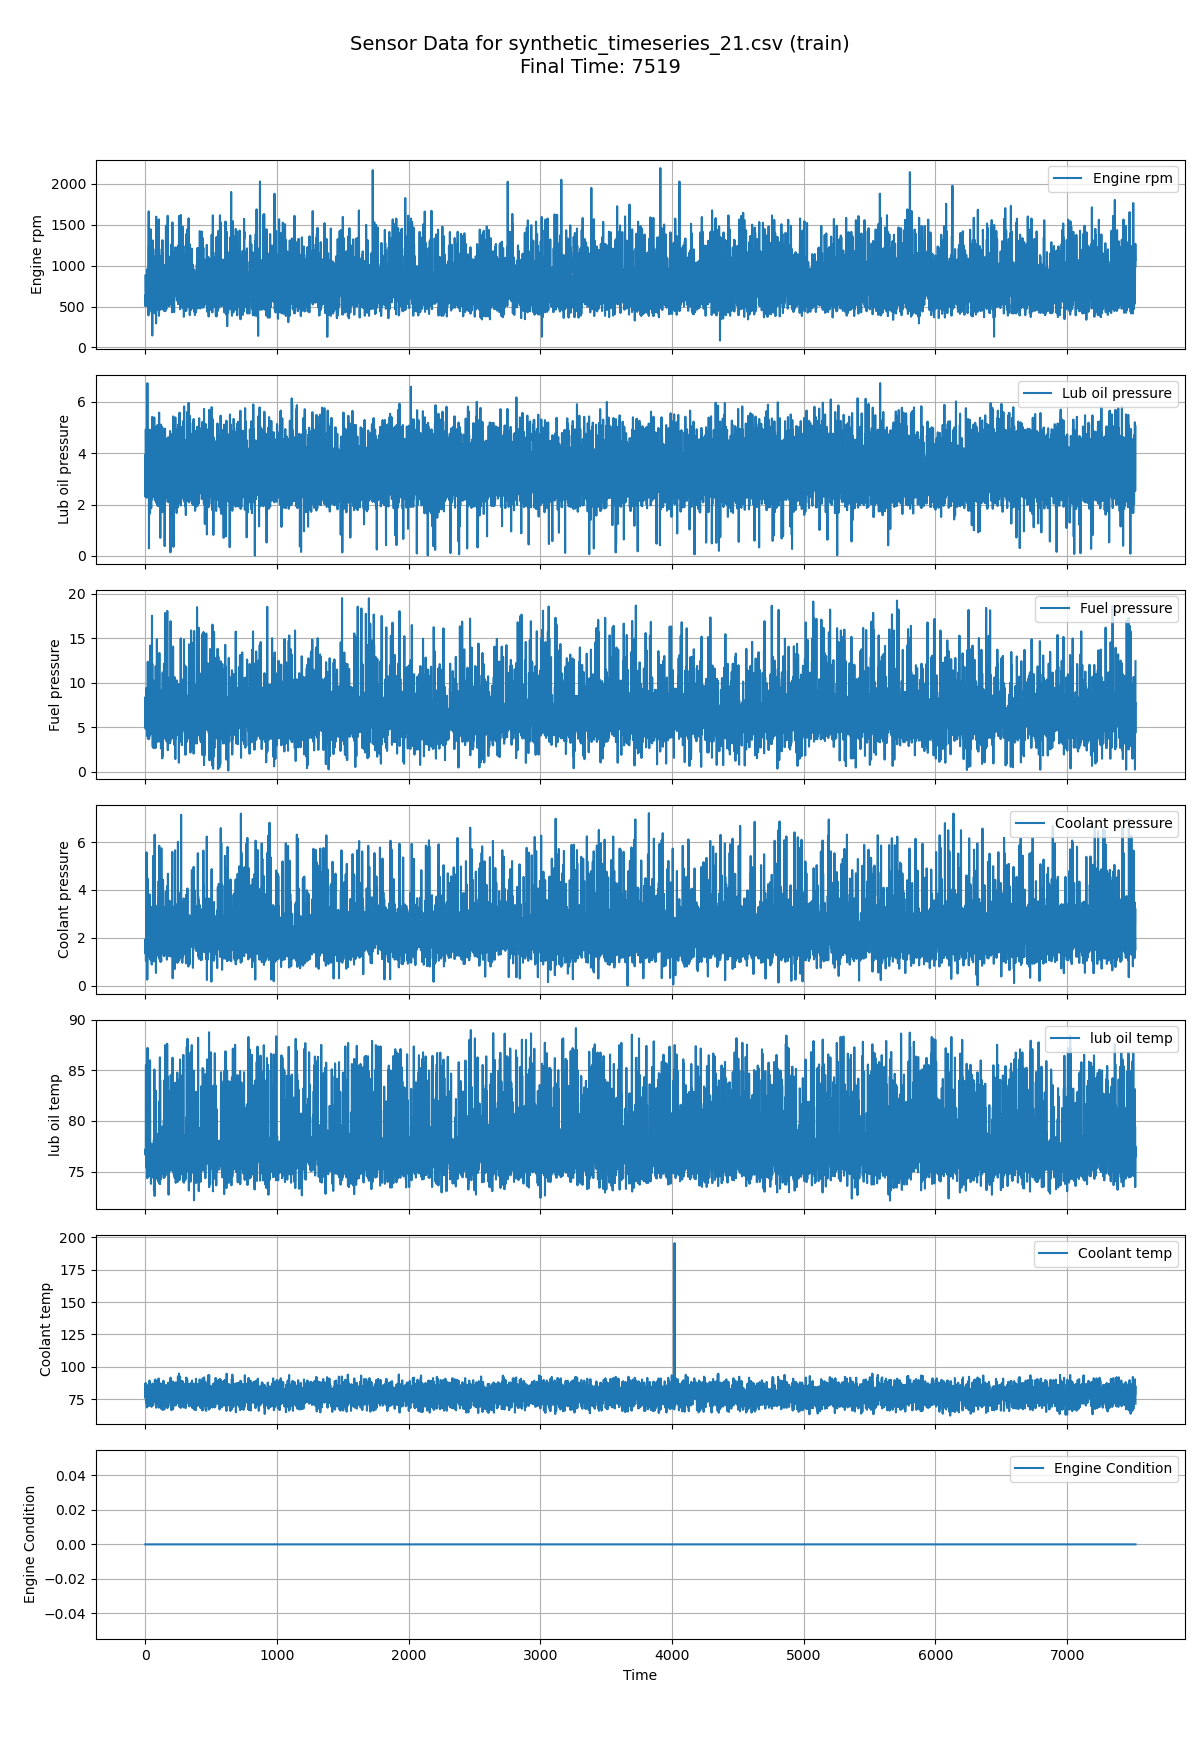 Sensor Data for synthetic_timeseries_21.csv (train)
Final Time: 7519
Engine rpm
2000
1500
1000
500
0
Engine rpm
Lub oil pressure
6
4
2
0
Lub oil pressure
Fuel pressure
20
15
10
5
0
Fuel pressure
Coolant pressure
6
4
2
0
Coolant pressure
lub oil temp
90
85
80
75
lub oil temp
Coolant temp
200
175
150
125
100
75
Coolant temp
Engine Condition
0.04
0.02
0.00
−0.02
−0.04
Engine Condition
0 1000 2000 3000 4000 5000 6000 7000
Time